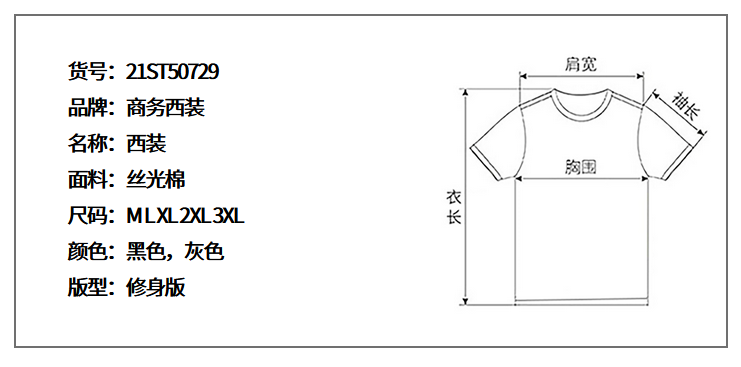 货号：21ST50729
品牌：商务西装
名称：西装
面料：丝光棉
尺码：M L XL 2XL 3XL
颜色：黑色，灰色
版型：修身版
肩宽
袖长
胸围
衣长